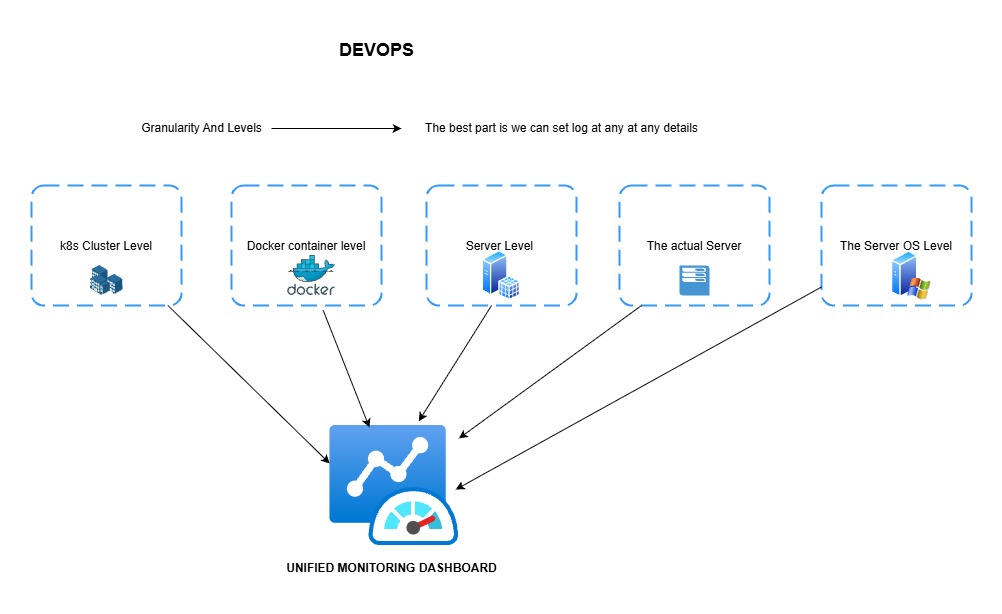 DEVOPS
Granularity And Levels
The best part is we can set log at any at any details
k8s Cluster Level
Docker container level
Server Level
The actual Server
The Server OS Level
docker
UNIFIED MONITORING DASHBOARD